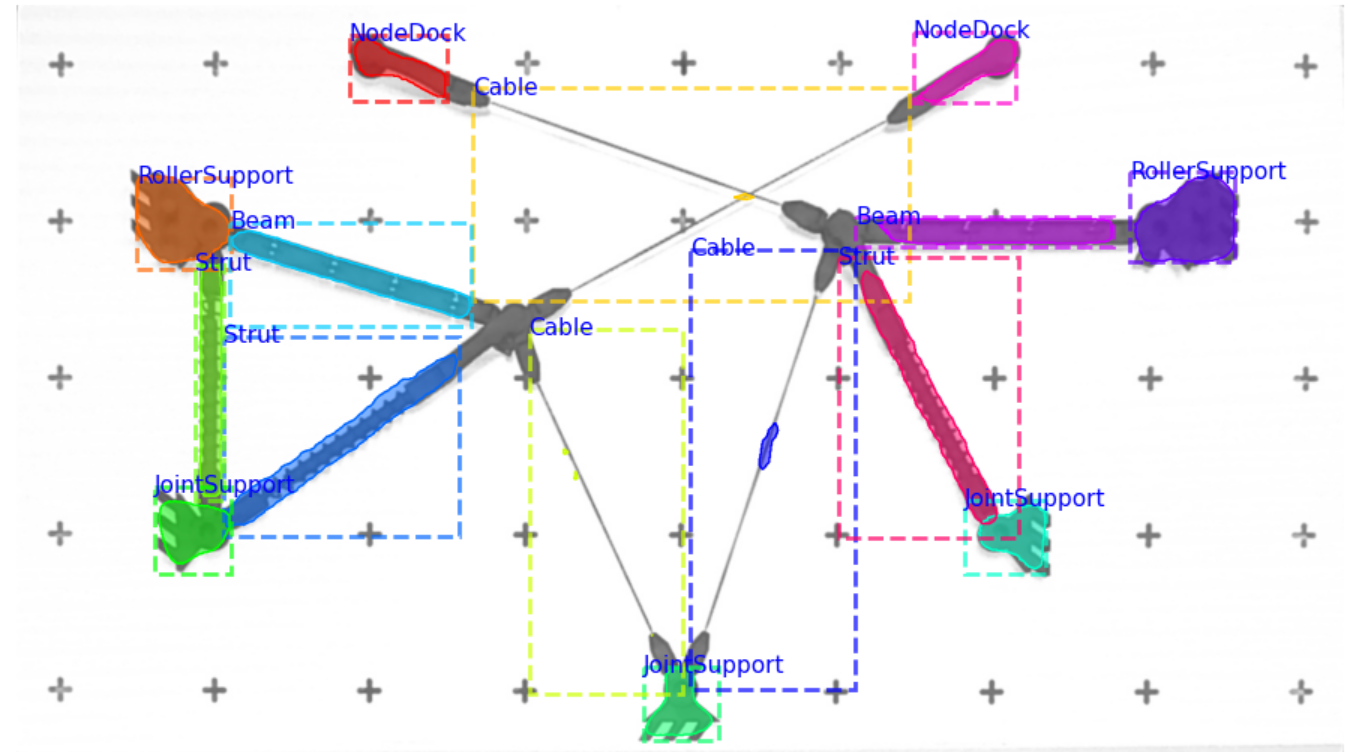 NodeDock
NodeDock
Cable
RollerSupport
RollerSupport
Beam
Beam
Cable
Strut
Strut
Cable
Strut
JointSupport
JointSupport
JointSupport